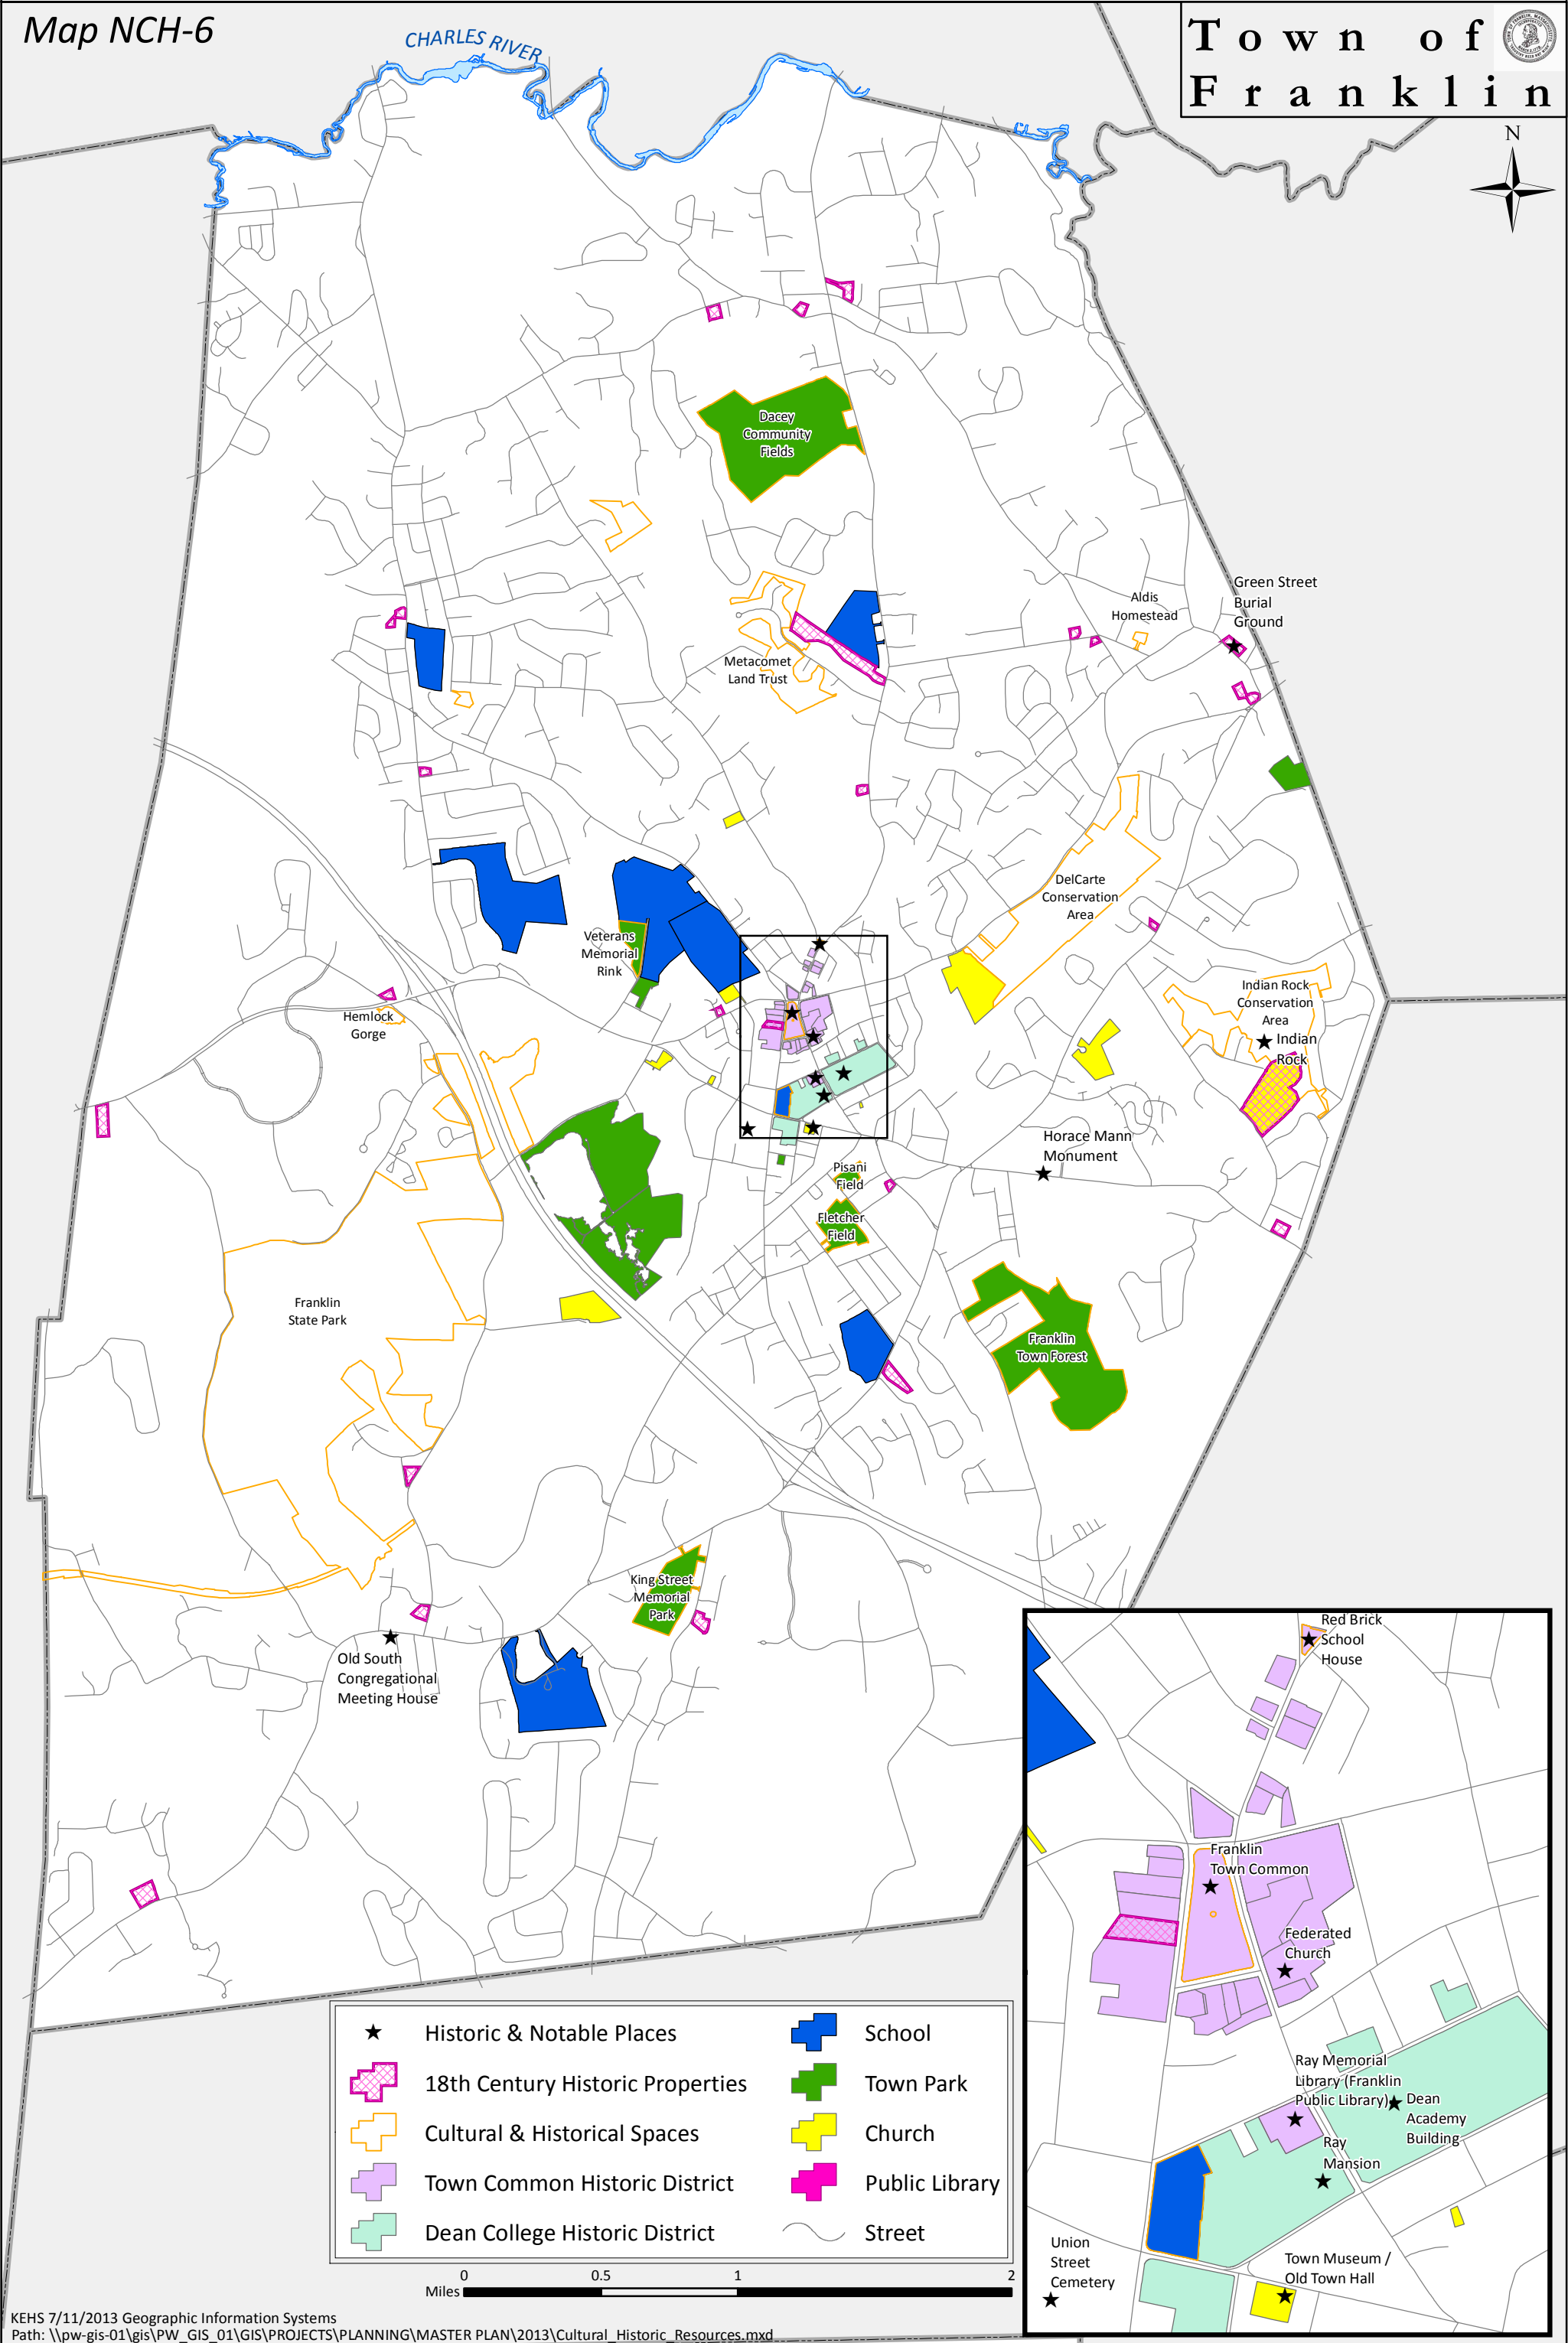 Map NCH-6
CHARLES RIVER
Town of
Franklin
N
Dacey
Community
Fields
Green Street
Burial
Ground
Aldis
Homestead
Metacomet
Land Trust
DelCarte
Conservation
Area
Veterans
Memorial
Rink
Indian Rock
Conservation
Area
Indian
Rock
Hemlock
Gorge
Horace Mann
Monument
Pisani
Field
Fletcher
Field
Franklin
State Park
Franklin
Town Forest
King Street
Memorial
Park
Old South
Congregational
Meeting House
Red Brick
School
House
Franklin
Town Common
Federated
Church
Ray Memorial
Library (Franklin
Public Library)
Dean
Academy
Building
Ray
Mansion
Union
Street
Cemetery
Town Museum /
Old Town Hall
Historic & Notable Places
18th Century Historic Properties
Cultural & Historical Spaces
Town Common Historic District
Dean College Historic District
School
Town Park
Church
Public Library
Street
0 0.5 1 2
Miles
KEHS 7/11/2013 Geographic Information Systems
Path: \\pw-gis-01\gis\PW_GIS_01\GIS\PROJECTS\PLANNING\MASTER PLAN\2013\Cultural_Historic_Resources.mxd